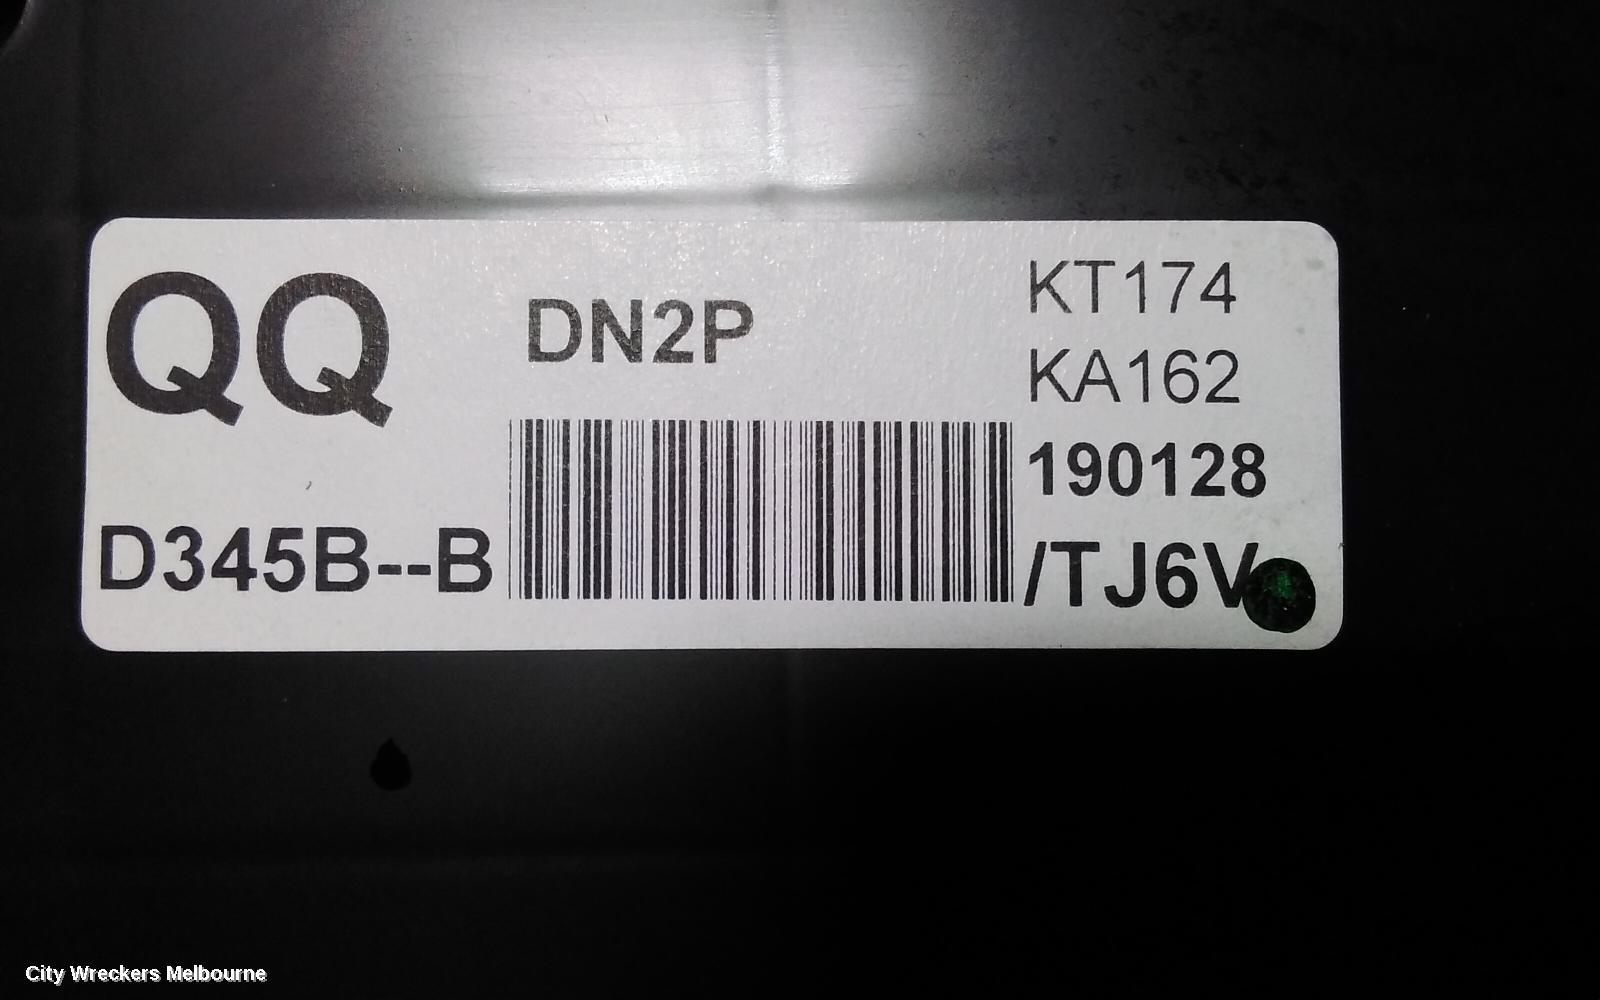 QQ
DN2P
KT174
KA162
190128
D345B--B
/TJ6V
City Wreckers Melbourne